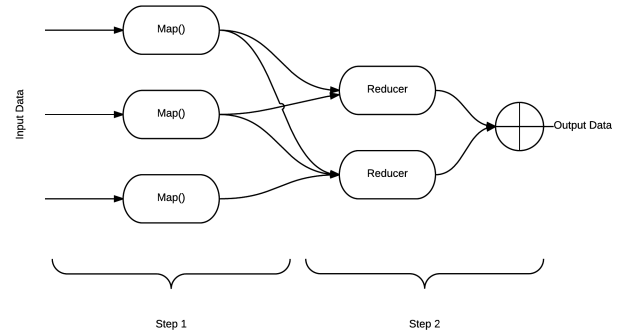 Input Data
Map()
Map()
Map()
Reducer
Reducer
Output Data
Step 1
Step 2